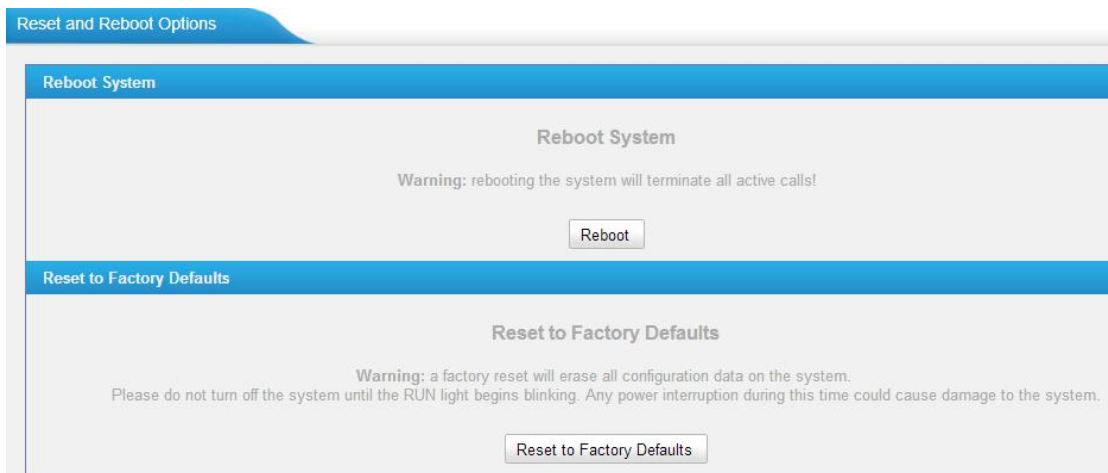 Reset and Reboot Options
Reboot System
Reboot System
Warning: rebooting the system will terminate all active calls!
Reboot
Reset to Factory Defaults
Reset to Factory Defaults
Warning: a factory reset will erase all configuration data on the system.
Please do not turn off the system until the RUN light begins blinking. Any power interruption during this time could cause damage to the system.
Reset to Factory Defaults